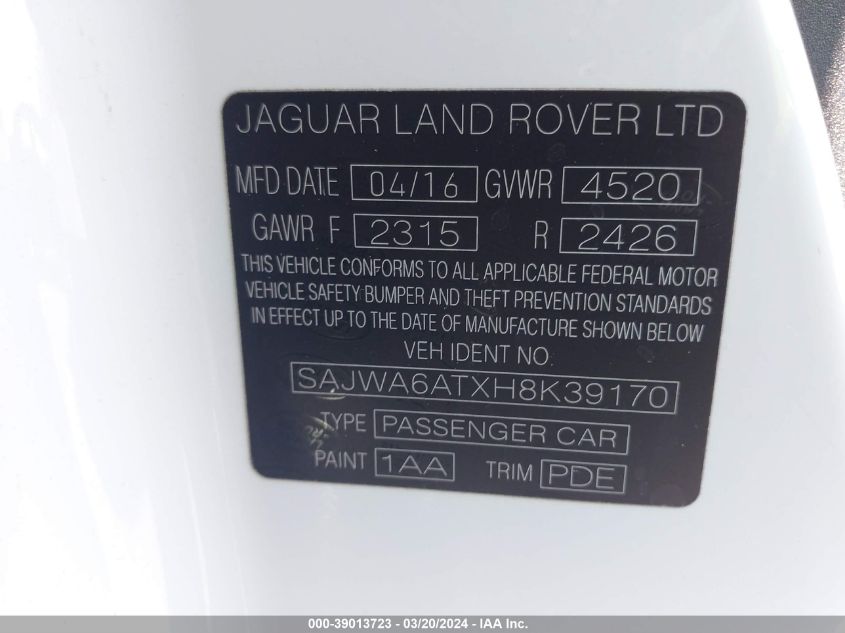 JAGUAR LAND ROVER LTD
MFD DATE 04/16 GVWR 4520
GAWR F 2315 R 2426
THIS VEHICLE CONFORMS TO ALL APPLICABLE FEDERAL MOTOR
VEHICLE SAFETY BUMPER AND THEFT PREVENTION STANDARDS
IN EFFECT UP TO THE DATE OF MANUFACTURE SHOWN BELOW
VEH IDENT NO.
SAJWA6ATXH8K39170
TYPE PASSENGER CAR
PAINT 1AA TRIM PDE
000-39013723 - 03/20/2024 - IAA Inc.